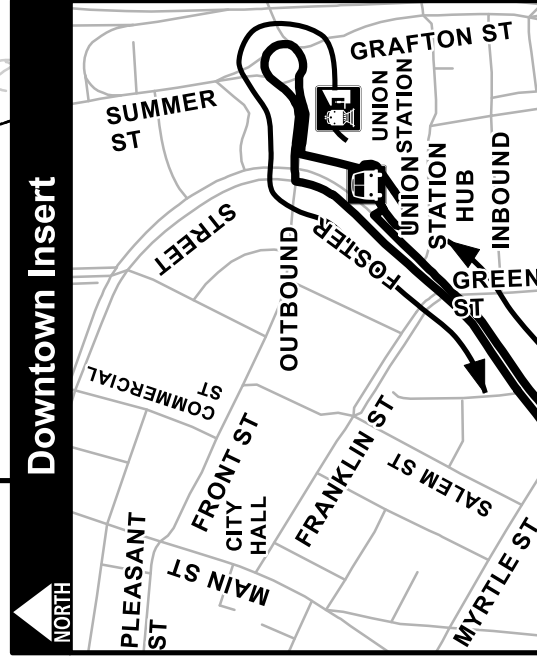 Downtown Insert
NORTH
GRAFTON ST
SUMMER
ST
UNION
STATION
UNION
STATION
HUB
INBOUND
FOSTER
STREET
OUTBOUND
GREEN
ST
COMMERCIAL
ST
FRONT ST
CITY
HALL
FRANKLIN ST
SALEM ST
MAIN ST
PLEASANT
ST
MYRTLE ST